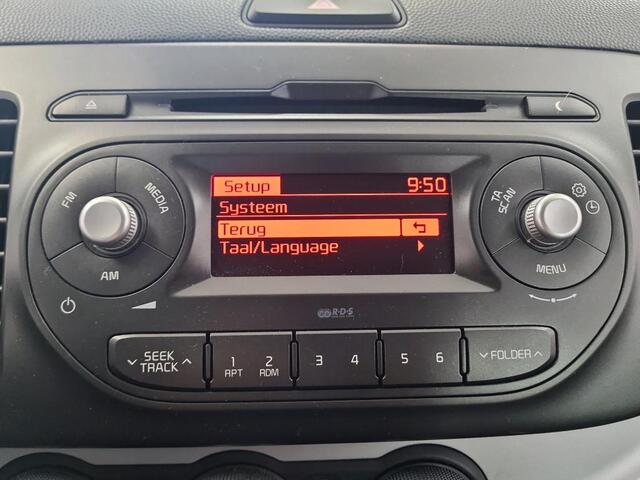 Setup 9:50
Systeem
Terug
Taal/Language
FM MEDIA
AM
TA SCAN
MENU
R·D·S
SEEK TRACK
1 RPT
2 RDM
3 4
5 6
FOLDER